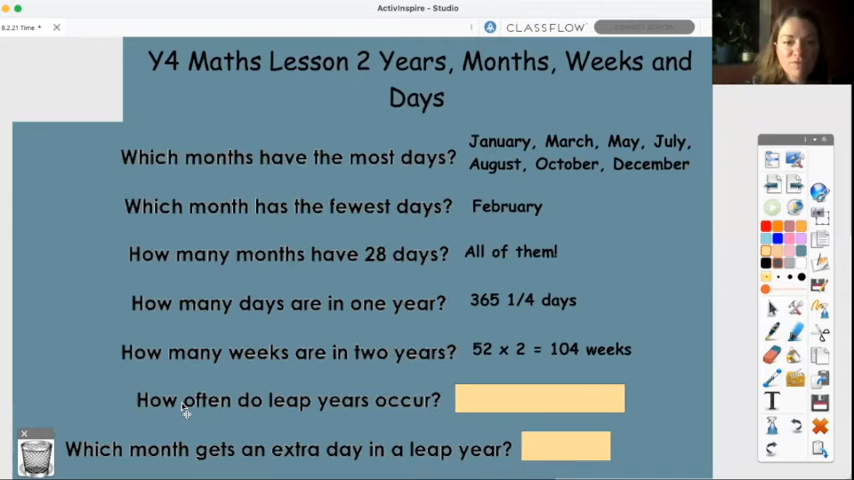 ActivInspire - Studio
8.2.21 Time *
CLASSFLOW
Y4 Maths Lesson 2 Years, Months, Weeks and
Days
Which months have the most days?
January, March, May, July,
August, October, December
Which month has the fewest days?
February
How many months have 28 days?
All of them!
How many days are in one year?
365 1/4 days
How many weeks are in two years?
52 x 2 = 104 weeks
How often do leap years occur?
Which month gets an extra day in a leap year?